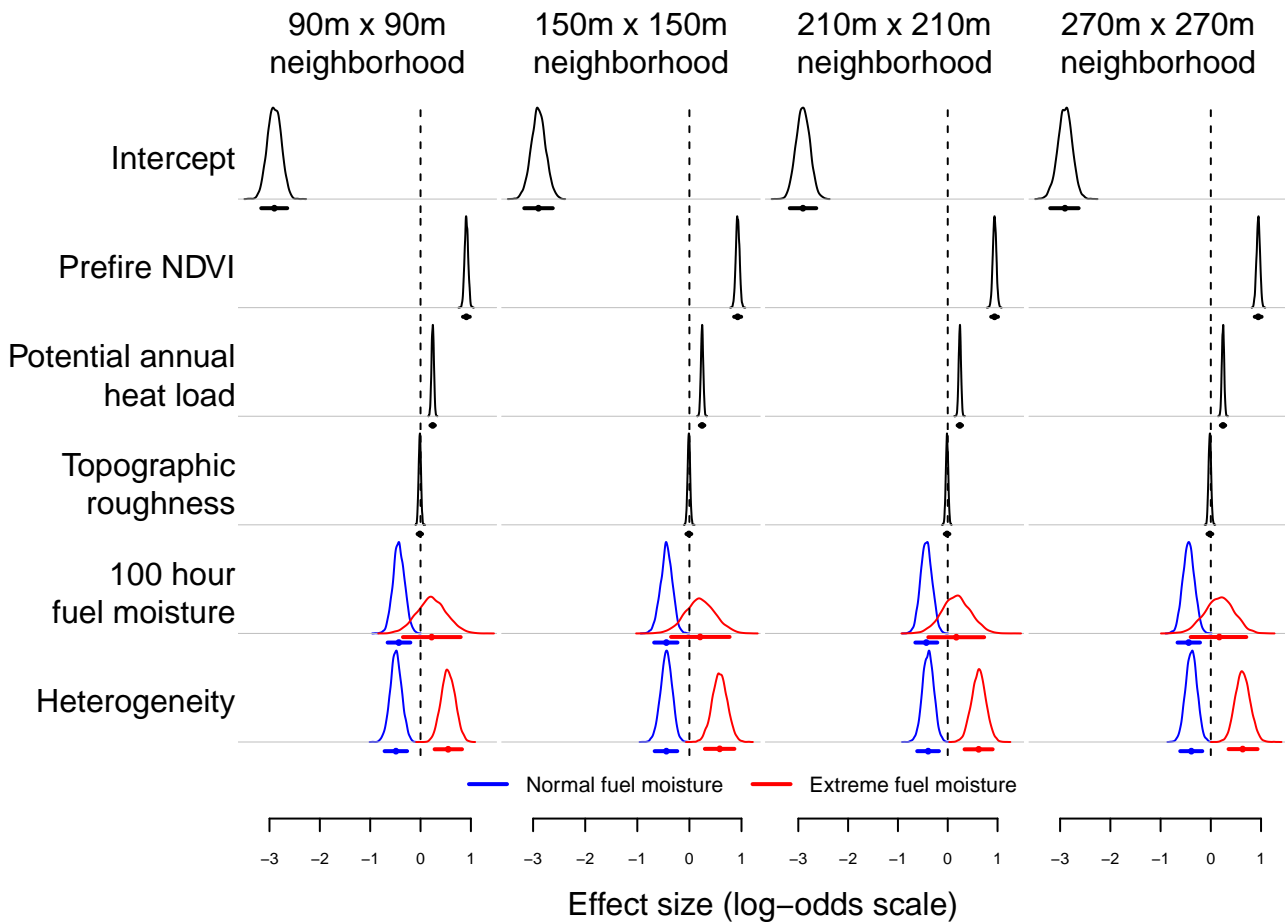 90m x 90m
neighborhood
150m x 150m
neighborhood
210m x 210m
neighborhood
270m x 270m
neighborhood
Intercept
Prefire NDVI
Potential annual
heat load
Topographic
roughness
100 hour
fuel moisture
Heterogeneity
Normal fuel moisture
Extreme fuel moisture
−3 −2 −1 0 1
−3 −2 −1 0 1
−3 −2 −1 0 1
−3 −2 −1 0 1
Effect size (log−odds scale)